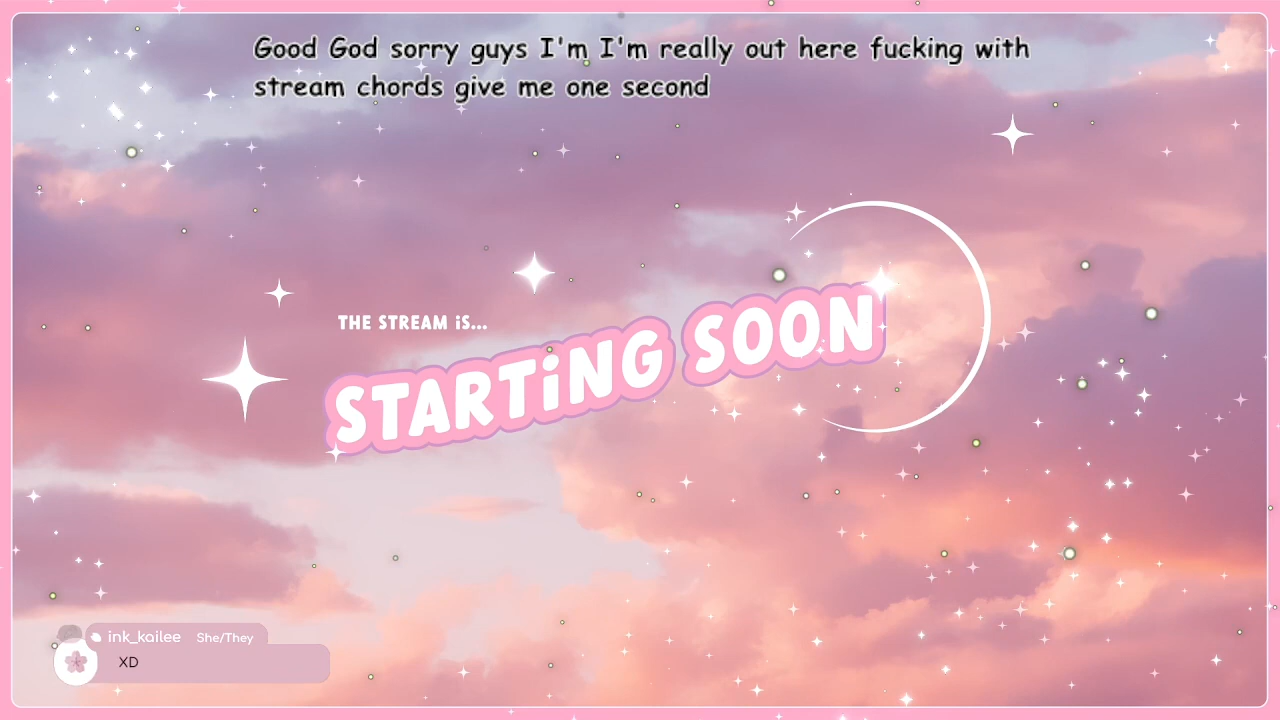 Good God sorry guys I'm I'm really out here fucking with
stream chords give me one second
THE STREAM iS...
STARTiNG SOON
ink_kailee She/They
XD